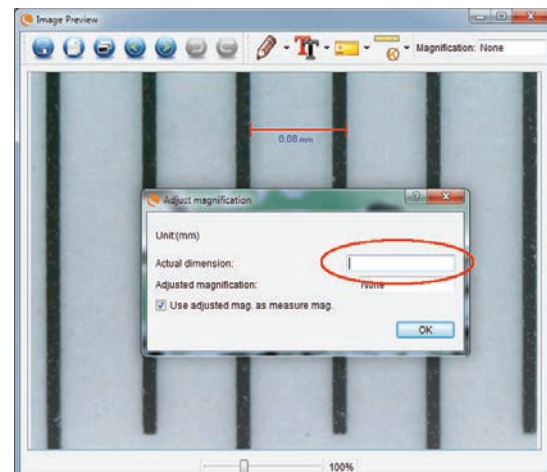 Image Preview
Magnification: None
0.00 mm
Adjust magnification
Unit:(mm)
Actual dimension:
Adjusted magnification: None
Use adjusted mag. as measure mag.
OK
100%